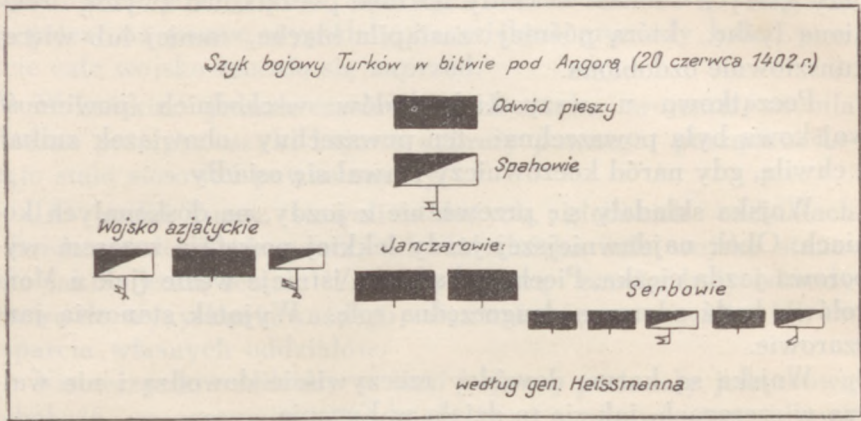 Szyk bojowy Turków w bitwie pod Angorą (20 czerwca 1402 r.)
Odwód pieszy
Spahowie
Wojsko azjatyckie
Janczarowie:
Serbowie
według gen. Heissmanna